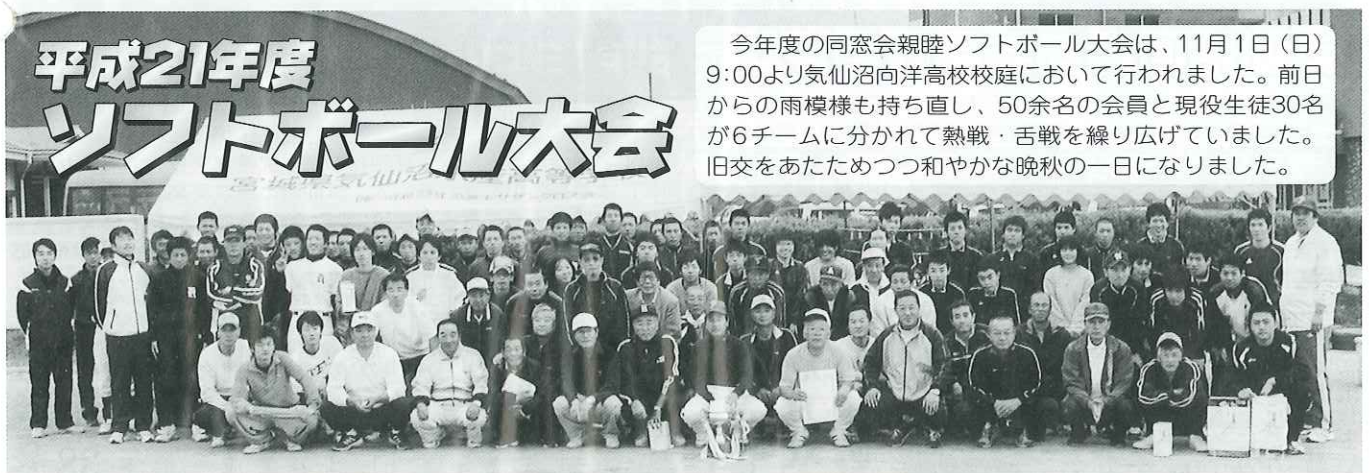 平成21年度
ソフトボール大会
今年度の同窓会親睦ソフトボール大会は、11月1日(日)
9:00より気仙沼向洋高校校庭において行われました。前日
からの雨模様も持ち直し、50余名の会員と現役生徒30名
が6チームに分かれて熱戦・舌戦を繰り広げていました。
旧交をあたためつつ和やかな晩秋の一日になりました。
宮城県気仙沼